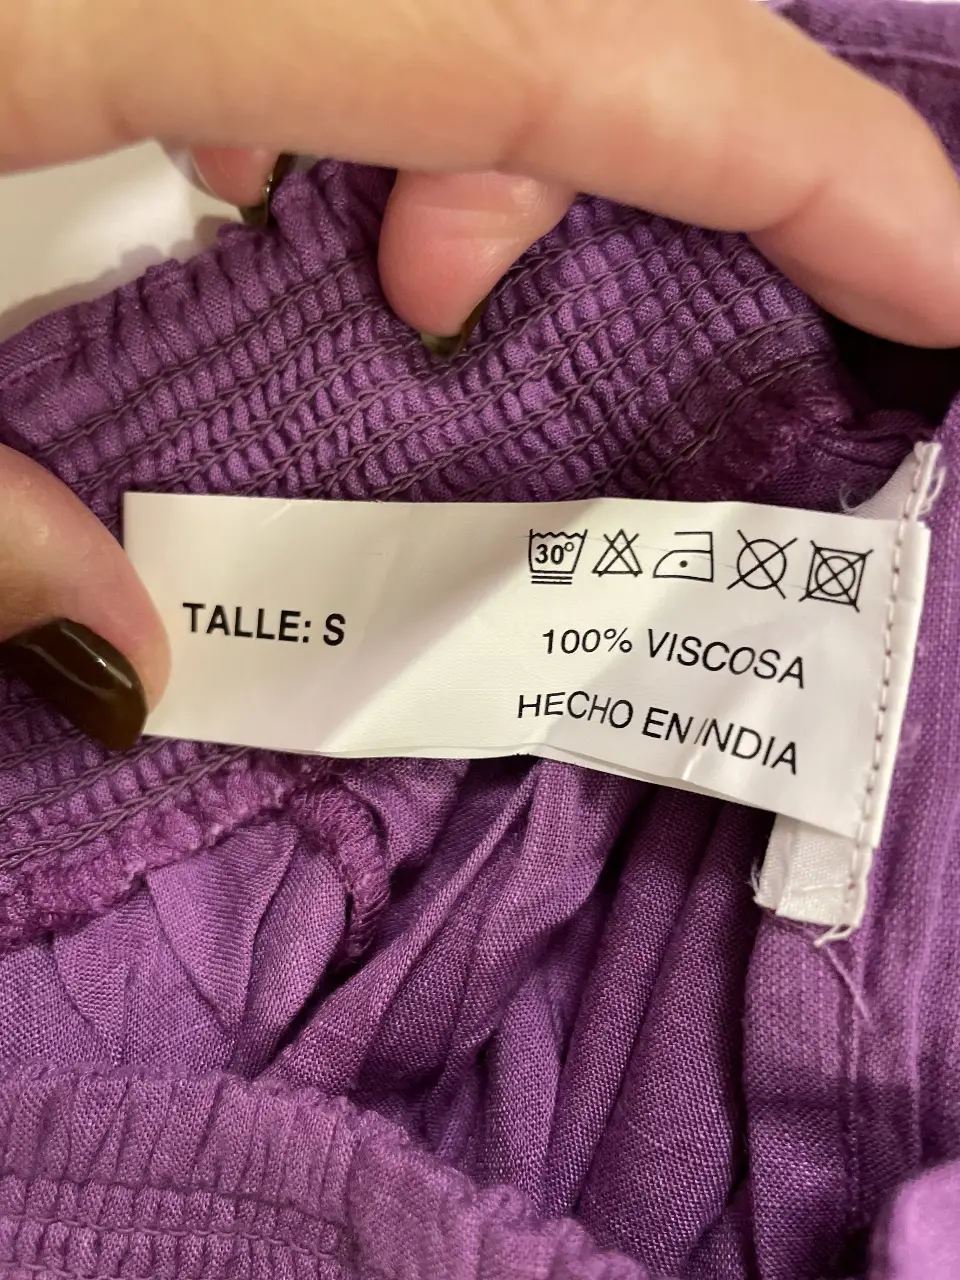 TALLE: S
30°
100% VISCOSA
HECHO EN INDIA